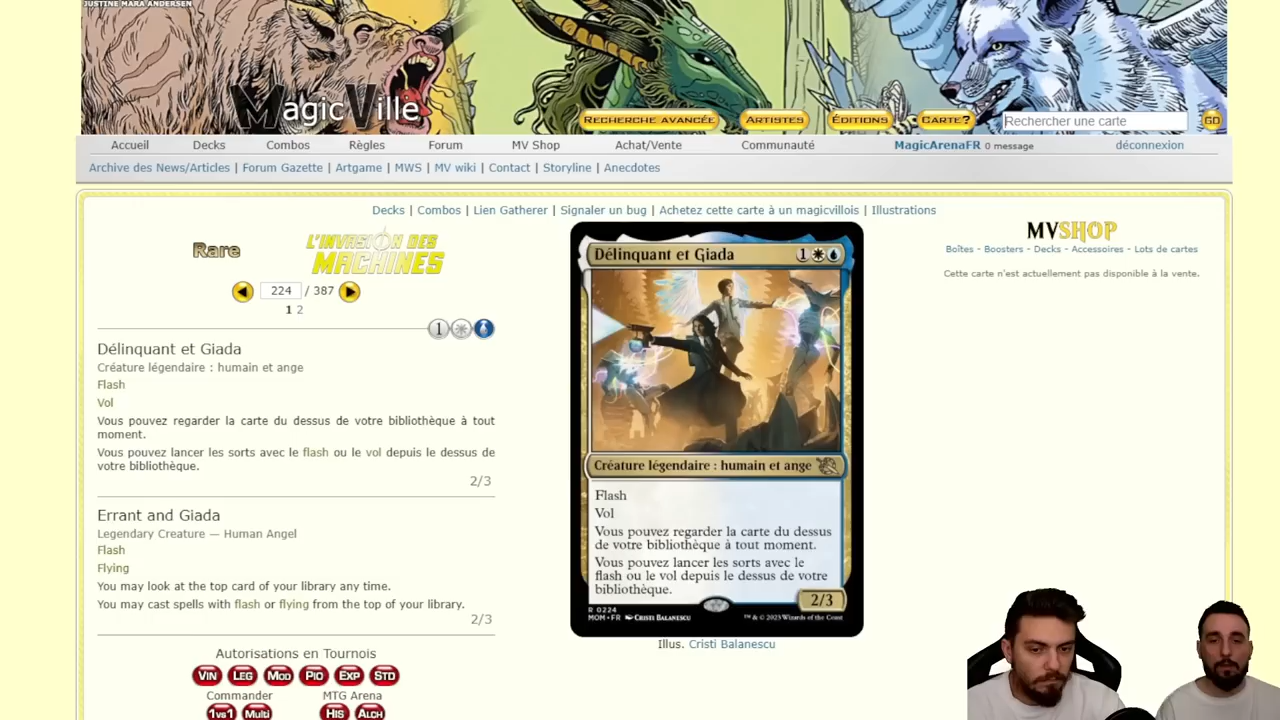 JUSTINE MARA ANDERSEN
MagicVille
RECHERCHE AVANCÉE
ARTISTES
ÉDITIONS
CARTE?
Rechercher une carte
GO
Accueil
Decks
Combos
Règles
Forum
MV Shop
Achat/Vente
Communauté
MagicArenaFR 0 message
déconnexion
Archive des News/Articles | Forum Gazette | Artgame | MWS | MV wiki | Contact | Storyline | Anecdotes
Decks | Combos | Lien Gatherer | Signaler un bug | Achetez cette carte à un magicvillois | Illustrations
Rare
L'INVASION DES
MACHINES
224 / 387
1 2
1
Délinquant et Giada
Créature légendaire : humain et ange
Flash
Vol
Vous pouvez regarder la carte du dessus de votre bibliothèque à tout
moment.
Vous pouvez lancer les sorts avec le flash ou le vol depuis le dessus de
votre bibliothèque.
2/3
Errant and Giada
Legendary Creature — Human Angel
Flash
Flying
You may look at the top card of your library any time.
You may cast spells with flash or flying from the top of your library.
2/3
Autorisations en Tournois
VIN LEG MOD PIO EXP STD
Commander
MTG Arena
1vs1 Multi
HIS ALCH
Délinquant et Giada
1
Créature légendaire : humain et ange
Flash
Vol
Vous pouvez regarder la carte du dessus
de votre bibliothèque à tout moment.
Vous pouvez lancer les sorts avec le
flash ou le vol depuis le dessus de votre
bibliothèque.
2/3
R 0224
MOM • FR CRISTI BALANESCU
™ & © 2023 Wizards of the Coast
Illus. Cristi Balanescu
MVSHOP
Boîtes - Boosters - Decks - Accessoires - Lots de cartes
Cette carte n'est actuellement pas disponible à la vente.